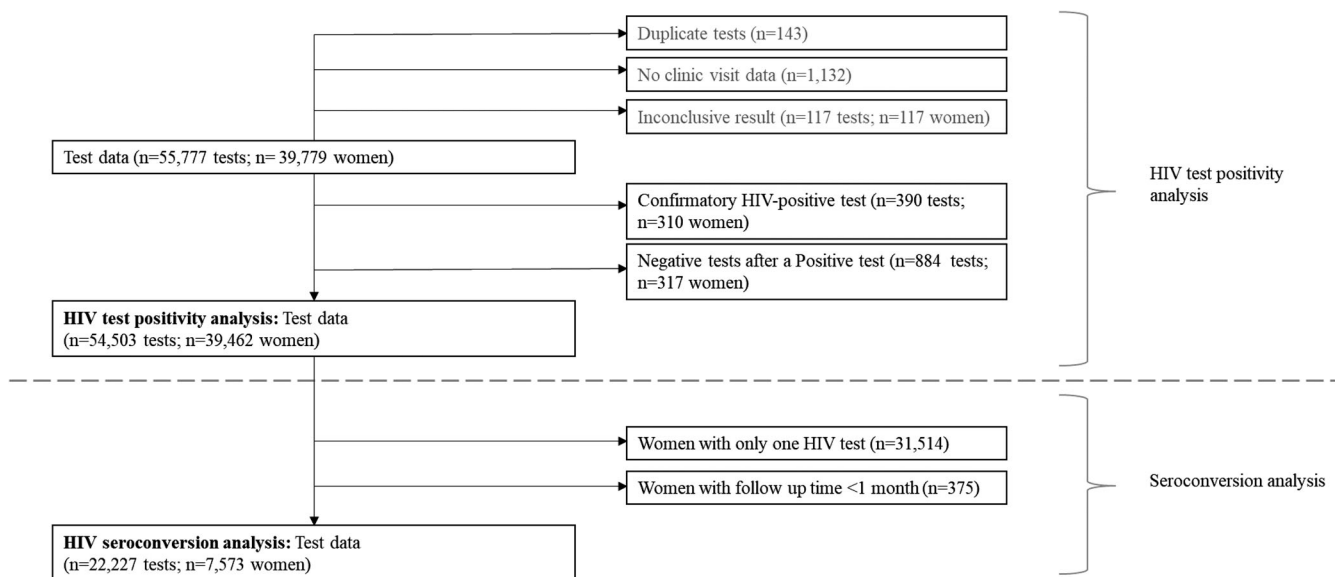 Duplicate tests (n=143)
No clinic visit data (n=1,132)
Inconclusive result (n=117 tests; n=117 women)
Test data (n=55,777 tests; n= 39,779 women)
HIV test positivity
analysis
Confirmatory HIV-positive test (n=390 tests;
n=310 women)
Negative tests after a Positive test (n=884 tests;
n=317 women)
HIV test positivity analysis: Test data
(n=54,503 tests; n=39,462 women)
Women with only one HIV test (n=31,514)
Women with follow up time <1 month (n=375)
Seroconversion analysis
HIV seroconversion analysis: Test data
(n=22,227 tests; n=7,573 women)